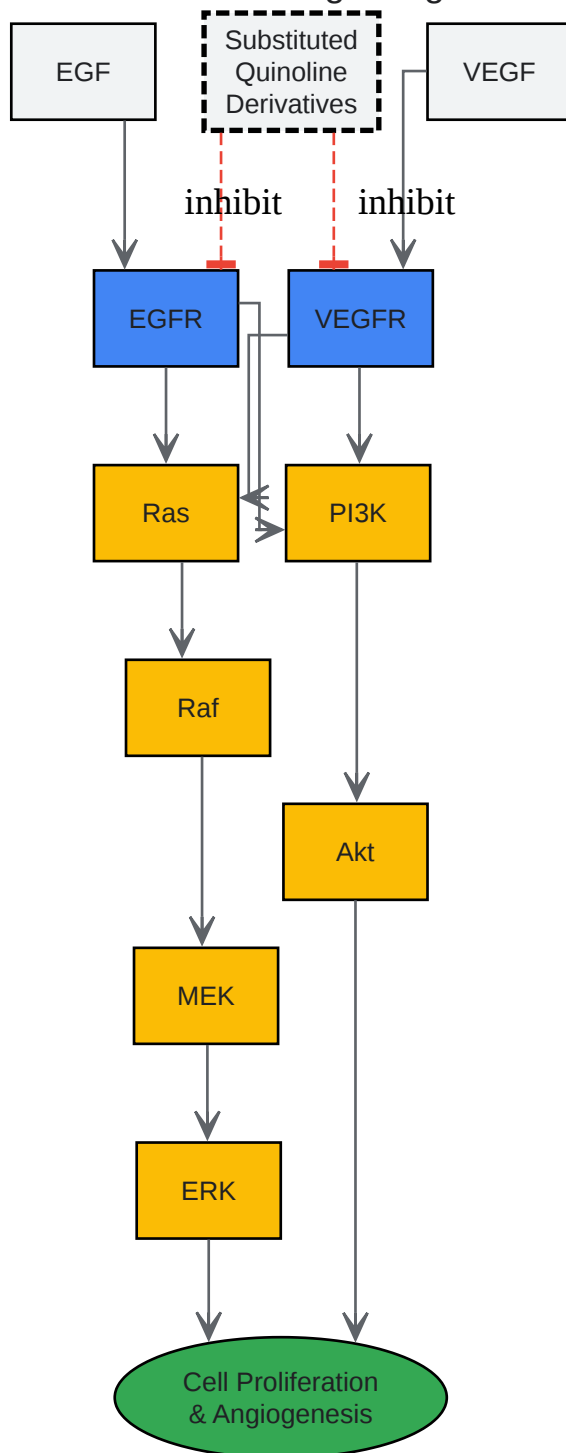 EGF
Substituted
Quinoline
Derivatives
VEGF
inhibit
inhibit
EGFR
VEGFR
Ras
PI3K
Raf
Akt
MEK
ERK
Cell Proliferation
& Angiogenesis